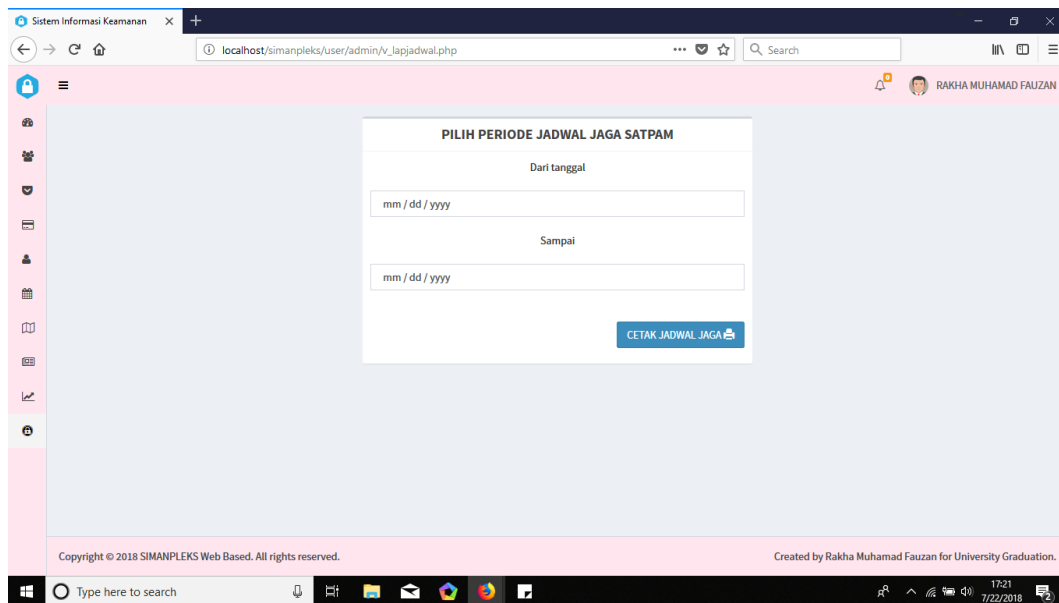 Sistem Informasi Keamanan
localhost/simanpleks/user/admin/v_lapjadwal.php
Search
0
RAKHA MUHAMAD FAUZAN
PILIH PERIODE JADWAL JAGA SATPAM
Dari tanggal
mm / dd / yyyy
Sampai
mm / dd / yyyy
CETAK JADWAL JAGA
Copyright © 2018 SIMANPLEKS Web Based. All rights reserved.
Created by Rakha Muhamad Fauzan for University Graduation.
Type here to search
17:21
7/22/2018
2